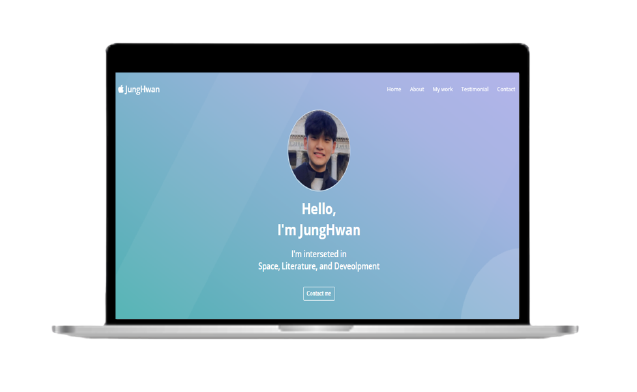 JungHwan
Home About My work Testimonial Contact
Hello,
I'm JungHwan
I'm interseted in
Space, Literature, and Deveolpment
Contact me